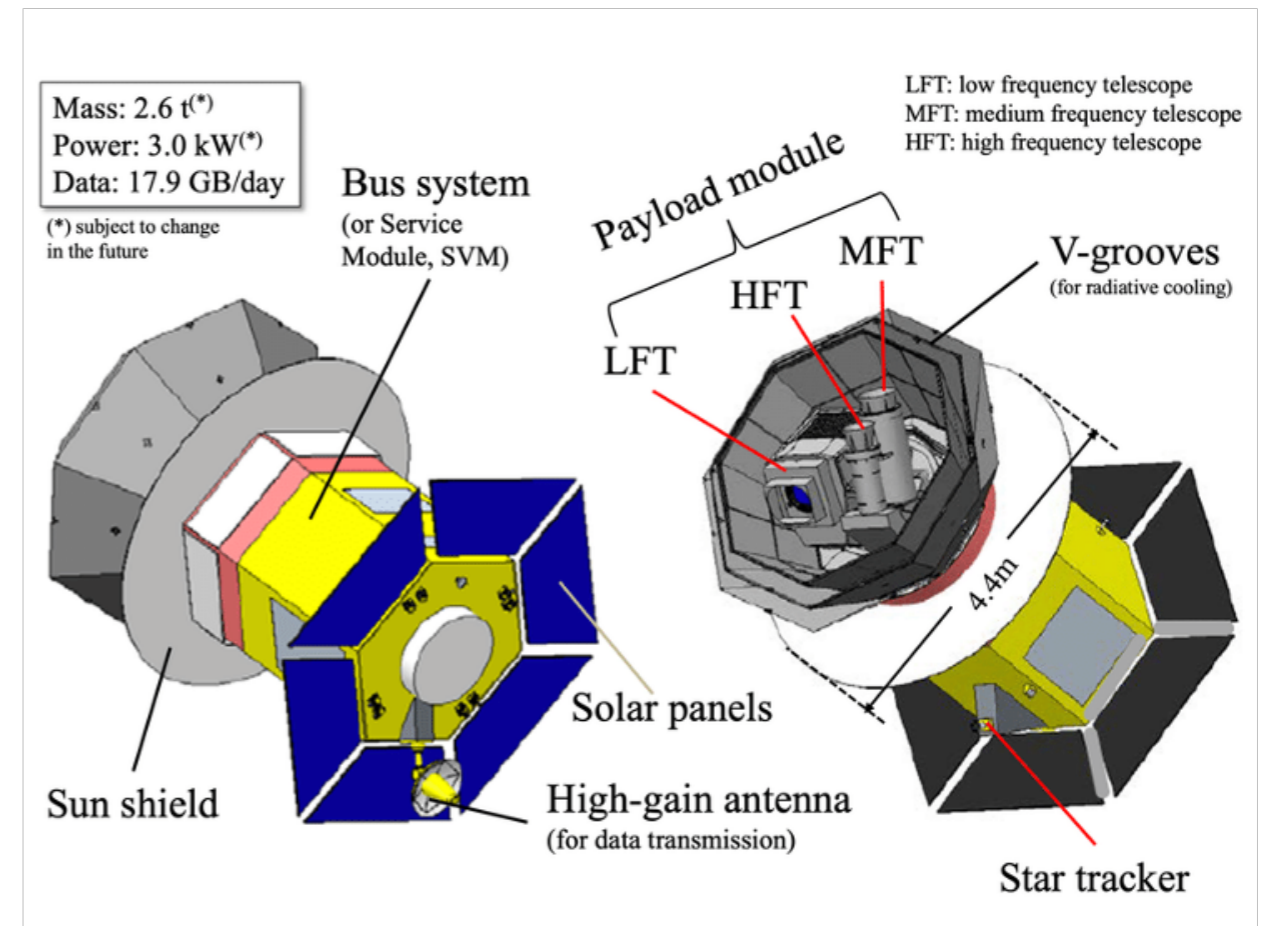 Mass: 2.6 t(*)
Power: 3.0 kW(*)
Data: 17.9 GB/day
(*) subject to change
in the future
Bus system
(or Service
Module, SVM)
LFT: low frequency telescope
MFT: medium frequency telescope
HFT: high frequency telescope
Payload module
MFT
HFT
LFT
V-grooves
(for radiative cooling)
4.4m
Solar panels
Sun shield
High-gain antenna
(for data transmission)
Star tracker